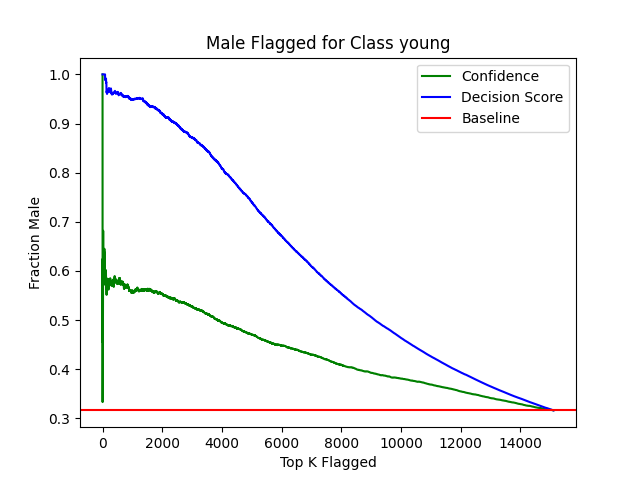 Male Flagged for Class young
Confidence
Decision Score
Baseline
Fraction Male
1.0
0.9
0.8
0.7
0.6
0.5
0.4
0.3
0 2000 4000 6000 8000 10000 12000 14000
Top K Flagged